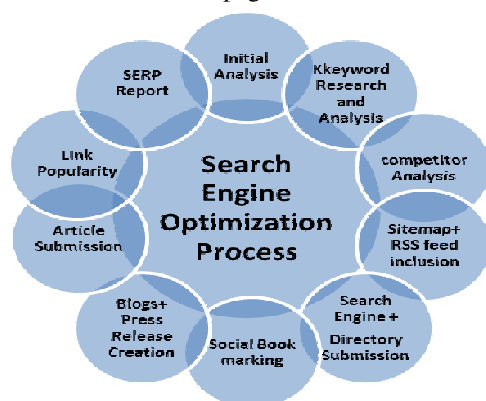 Initial
Analysis
Kkeyword
Research
and
Analysis
competitor
Analysis
Sitemap+
RSS feed
inclusion
Search
Engine +
Directory
Submission
Social Book
marking
Blogs+
Press
Release
Creation
Article
Submission
Link
Popularity
SERP
Report
Search
Engine
Optimization
Process